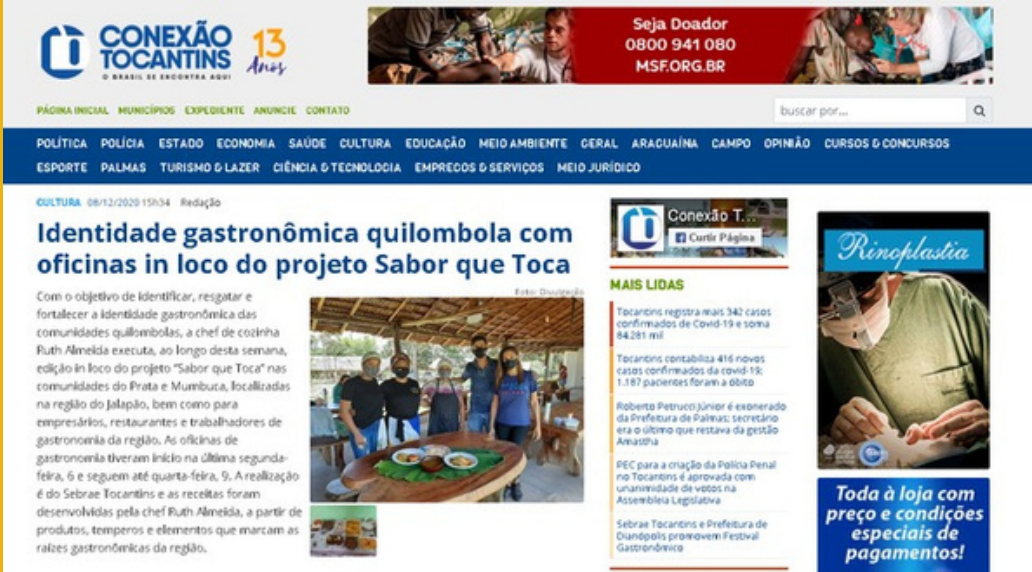 CONEXÃO
TOCANTINS
O BRASIL SE ENCONTRA AQUI
13
Anos
Seja Doador
0800 941 080
MSF.ORG.BR
PÁGINA INICIAL MUNICÍPIOS EXPEDIENTE ANUNCIE CONTATO
buscar por...
POLÍTICA POLÍCIA ESTADO ECONOMIA SAÚDE CULTURA EDUCAÇÃO MEIO AMBIENTE GERAL ARAGUAÍNA CAMPO OPINIÃO CURSOS & CONCURSOS
ESPORTE PALMAS TURISMO & LAZER CIÊNCIA & TECNOLOGIA EMPREGOS & SERVIÇOS MEIO JURÍDICO
CULTURA 08/12/2020 15h34 Redação
Identidade gastronômica quilombola com
oficinas in loco do projeto Sabor que Toca
Foto: Divulgação
Com o objetivo de identificar, resgatar e
fortalecer a identidade gastronômica das
comunidades quilombolas, a chef de cozinha
Ruth Almeida executa, ao longo desta semana,
edição in loco do projeto "Sabor que Toca" nas
comunidades do Prata e Mumbuca, localizadas
na região do Jalapão, bem como para
empresários, restaurantes e trabalhadores de
gastronomia da região. As oficinas de
gastronomia tiveram início na última segunda-
feira, 6 e seguem até quarta-feira, 9. A realização
é do Sebrae Tocantins e as receitas foram
desenvolvidas pela chef Ruth Almeida, a partir de
produtos, temperos e elementos que marcam as
raízes gastronômicas da região.
Conexão T...
Curtir Página
MAIS LIDAS
Tocantins registra mais 342 casos
confirmados de Covid-19 e soma
84.281 mil
Tocantins contabiliza 416 novos
casos confirmados da covid-19;
1.187 pacientes foram a óbito
Roberto Petrucci Júnior é exonerado
da Prefeitura de Palmas; secretário
era o último que restava da gestão
Amastha
PEC para a criação da Polícia Penal
no Tocantins é aprovada com
unanimidade de votos na
Assembleia Legislativa
Sebrae Tocantins e Prefeitura de
Dianópolis promovem Festival
Gastronômico
Rinoplastia
Toda à loja com
preço e condições
especiais de
pagamentos!